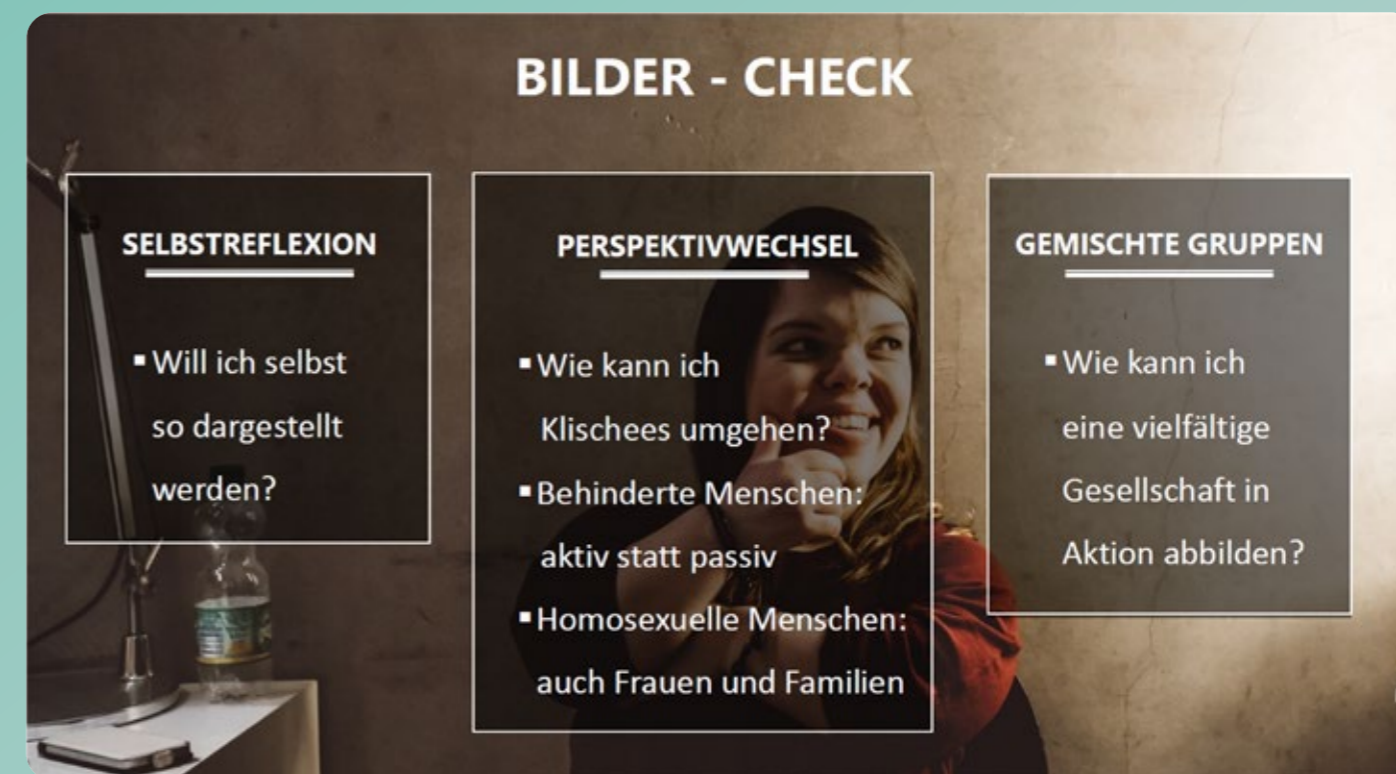 BILDER - CHECK
SELBSTREFLEXION
▪ Will ich selbst
so dargestellt
werden?
PERSPEKTIVWECHSEL
▪ Wie kann ich
Klischees umgehen?
▪ Behinderte Menschen:
aktiv statt passiv
▪ Homosexuelle Menschen:
auch Frauen und Familien
GEMISCHTE GRUPPEN
▪ Wie kann ich
eine vielfältige
Gesellschaft in
Aktion abbilden?